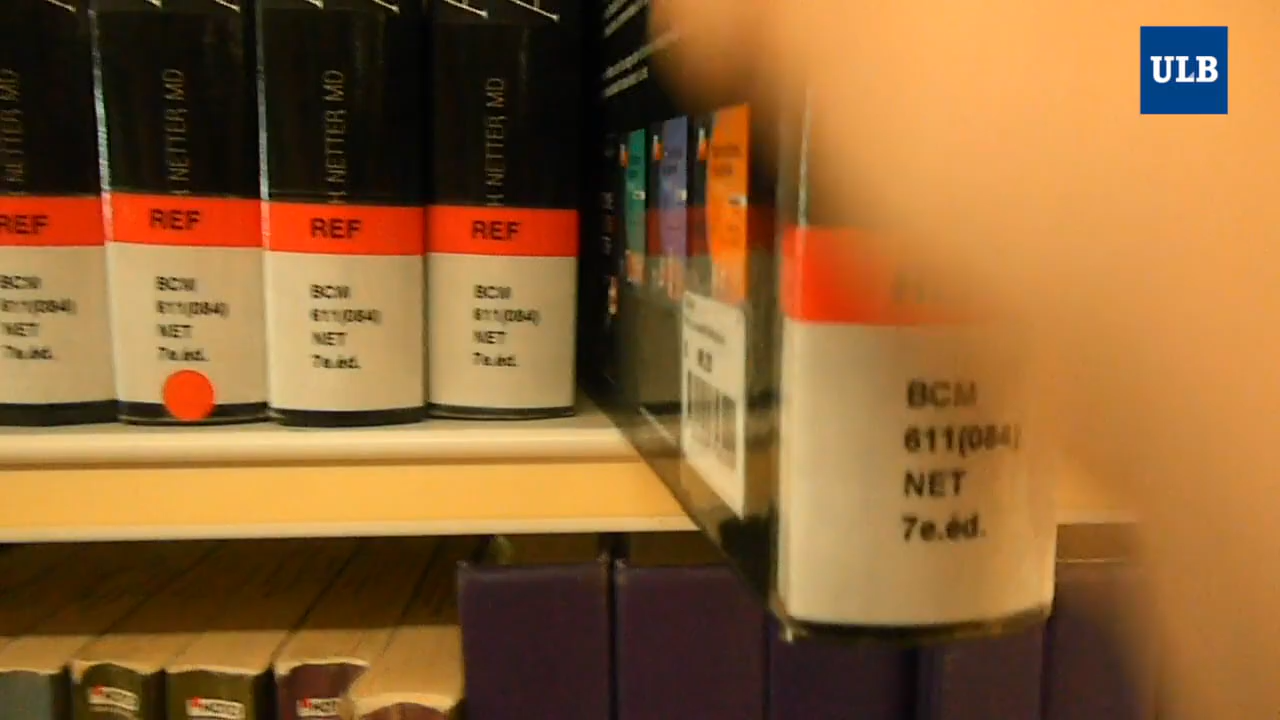 ULB
NETTER MD
REF
BCM
611(084)
NET
7e.éd.
H NETTER MD
REF
BCM
611(084)
NET
7e.éd.
H NETTER MD
REF
BCM
611(084)
NET
7e.éd.
H NETTER MD
REF
BCM
611(084)
NET
7e.éd.
BCM
611(084)
NET
7e.éd.